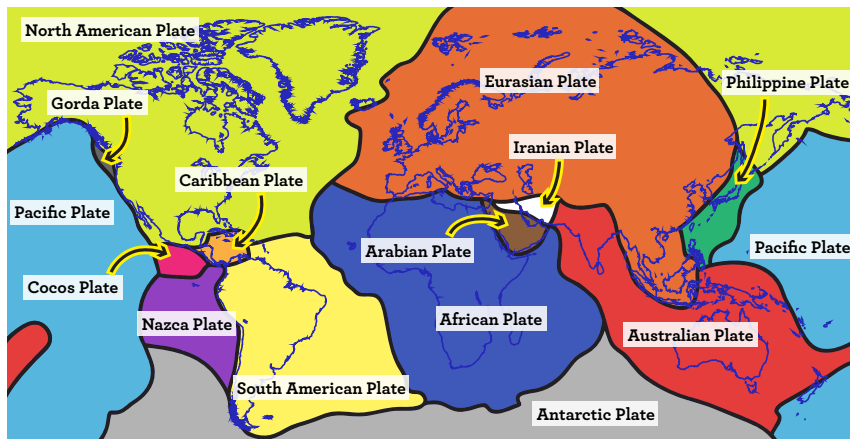 North American Plate
Eurasian Plate
Philippine Plate
Gorda Plate
Iranian Plate
Caribbean Plate
Pacific Plate
Arabian Plate
Pacific Plate
Cocos Plate
Nazca Plate
African Plate
Australian Plate
South American Plate
Antarctic Plate